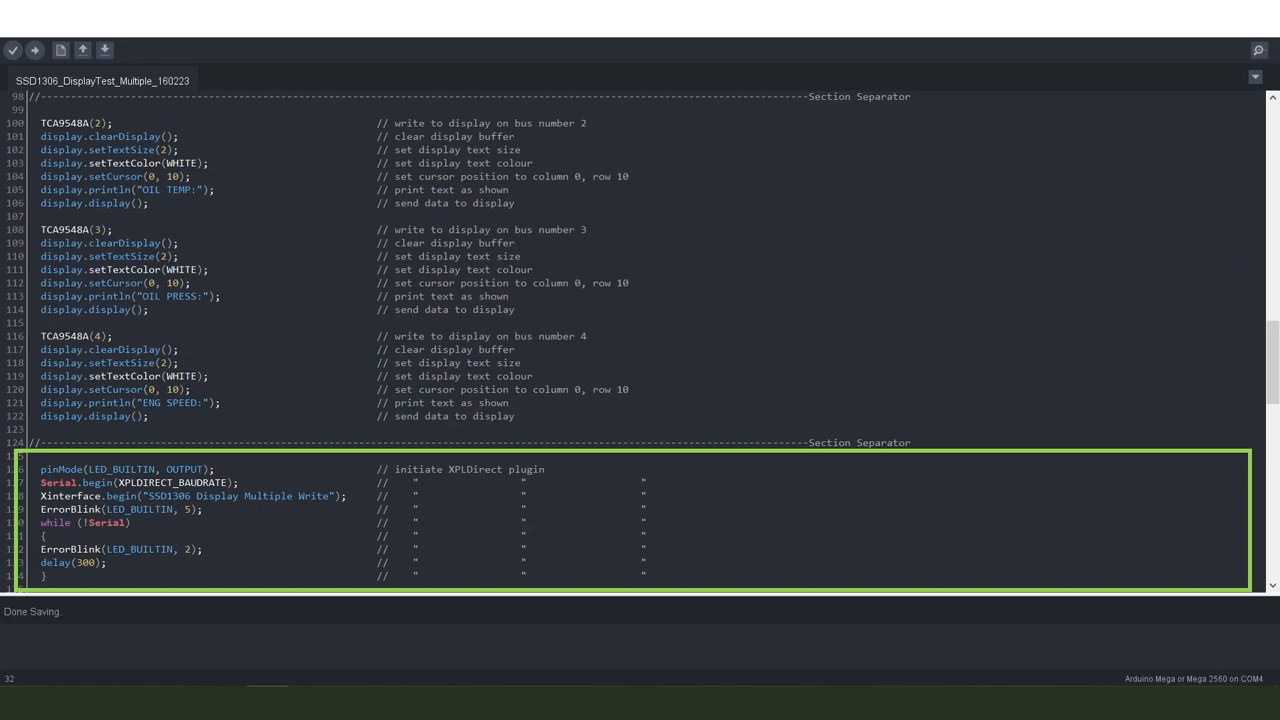 SSD1306_DisplayTest_Multiple_160223
98 //--------------------------------------------------------------------------------------------------------------------------------Section Separator
99
100 TCA9548A(2); // write to display on bus number 2
101 display.clearDisplay(); // clear display buffer
102 display.setTextSize(2); // set display text size
103 display.setTextColor(WHITE); // set display text colour
104 display.setCursor(0, 10); // set cursor position to column 0, row 10
105 display.println("OIL TEMP:"); // print text as shown
106 display.display(); // send data to display
107
108 TCA9548A(3); // write to display on bus number 3
109 display.clearDisplay(); // clear display buffer
110 display.setTextSize(2); // set display text size
111 display.setTextColor(WHITE); // set display text colour
112 display.setCursor(0, 10); // set cursor position to column 0, row 10
113 display.println("OIL PRESS:"); // print text as shown
114 display.display(); // send data to display
115
116 TCA9548A(4); // write to display on bus number 4
117 display.clearDisplay(); // clear display buffer
118 display.setTextSize(2); // set display text size
119 display.setTextColor(WHITE); // set display text colour
120 display.setCursor(0, 10); // set cursor position to column 0, row 10
121 display.println("ENG SPEED:"); // print text as shown
122 display.display(); // send data to display
123
124 //--------------------------------------------------------------------------------------------------------------------------------Section Separator
pinMode(LED_BUILTIN, OUTPUT); // initiate XPLDirect plugin
Serial.begin(XPLDIRECT_BAUDRATE); // " " "
Xinterface.begin("SSD1306 Display Multiple Write"); // " " "
ErrorBlink(LED_BUILTIN, 5); // " " "
while (!Serial) // " " "
{ // " " "
ErrorBlink(LED_BUILTIN, 2); // " " "
delay(300); // " " "
} // " " "
Done Saving.
32 Arduino Mega or Mega 2560 on COM4